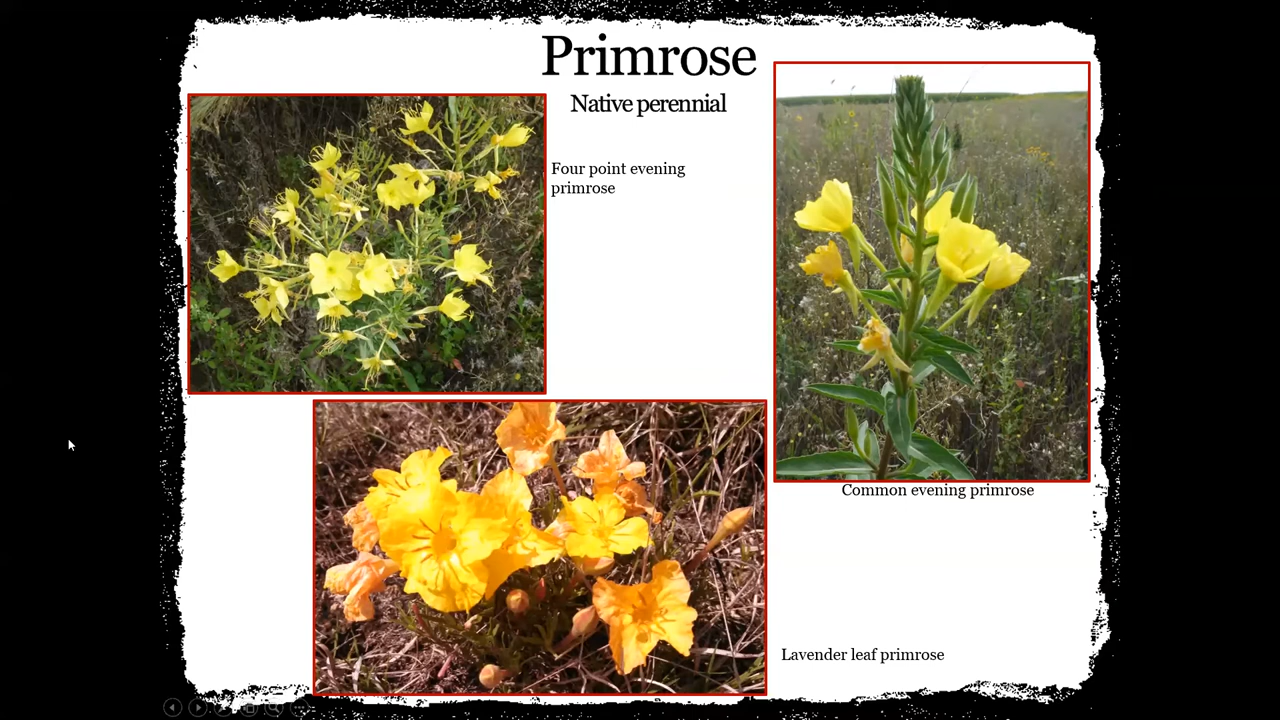 Primrose
Native perennial
Four point evening
primrose
Common evening primrose
Lavender leaf primrose